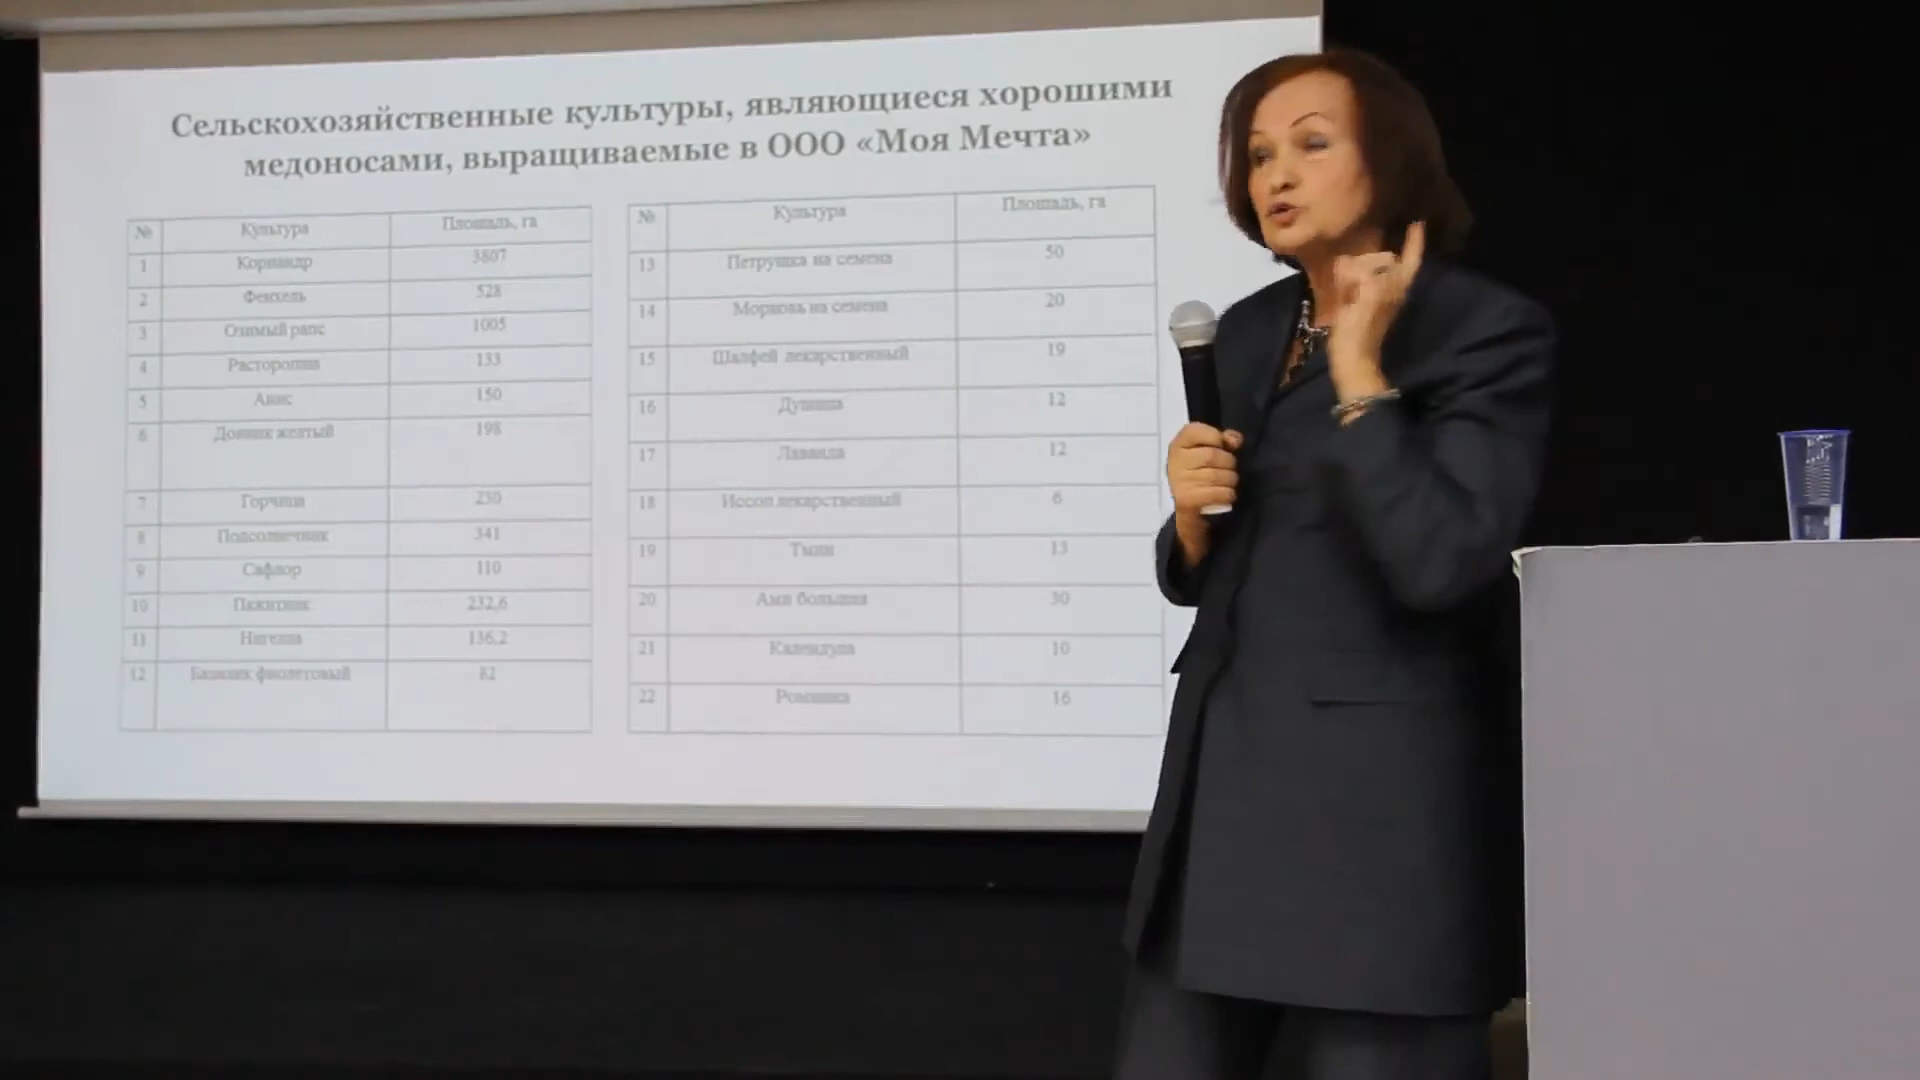 Сельскохозяйственные культуры, являющиеся хорошими
медоносами, выращиваемые в ООО «Моя Мечта»
№ Культура Площадь, га
1 Кориандр 3807
2 Фенхель 528
3 Озимый рапс 1005
4 Расторопша 133
5 Анис 150
6 Донник желтый 198
7 Горчица 230
8 Подсолнечник 341
9 Сафлор 110
10 Пажитник 232,6
11 Нигелла 136,2
12 Базилик фиолетовый 82
№ Культура Площадь, га
13 Петрушка на семена 50
14 Морковь на семена 20
15 Шалфей лекарственный 19
16 Душица 12
17 Лаванда 12
18 Иссоп лекарственный 6
19 Тмин 13
20 Ами большая 30
21 Календула 10
22 Ромашка 16